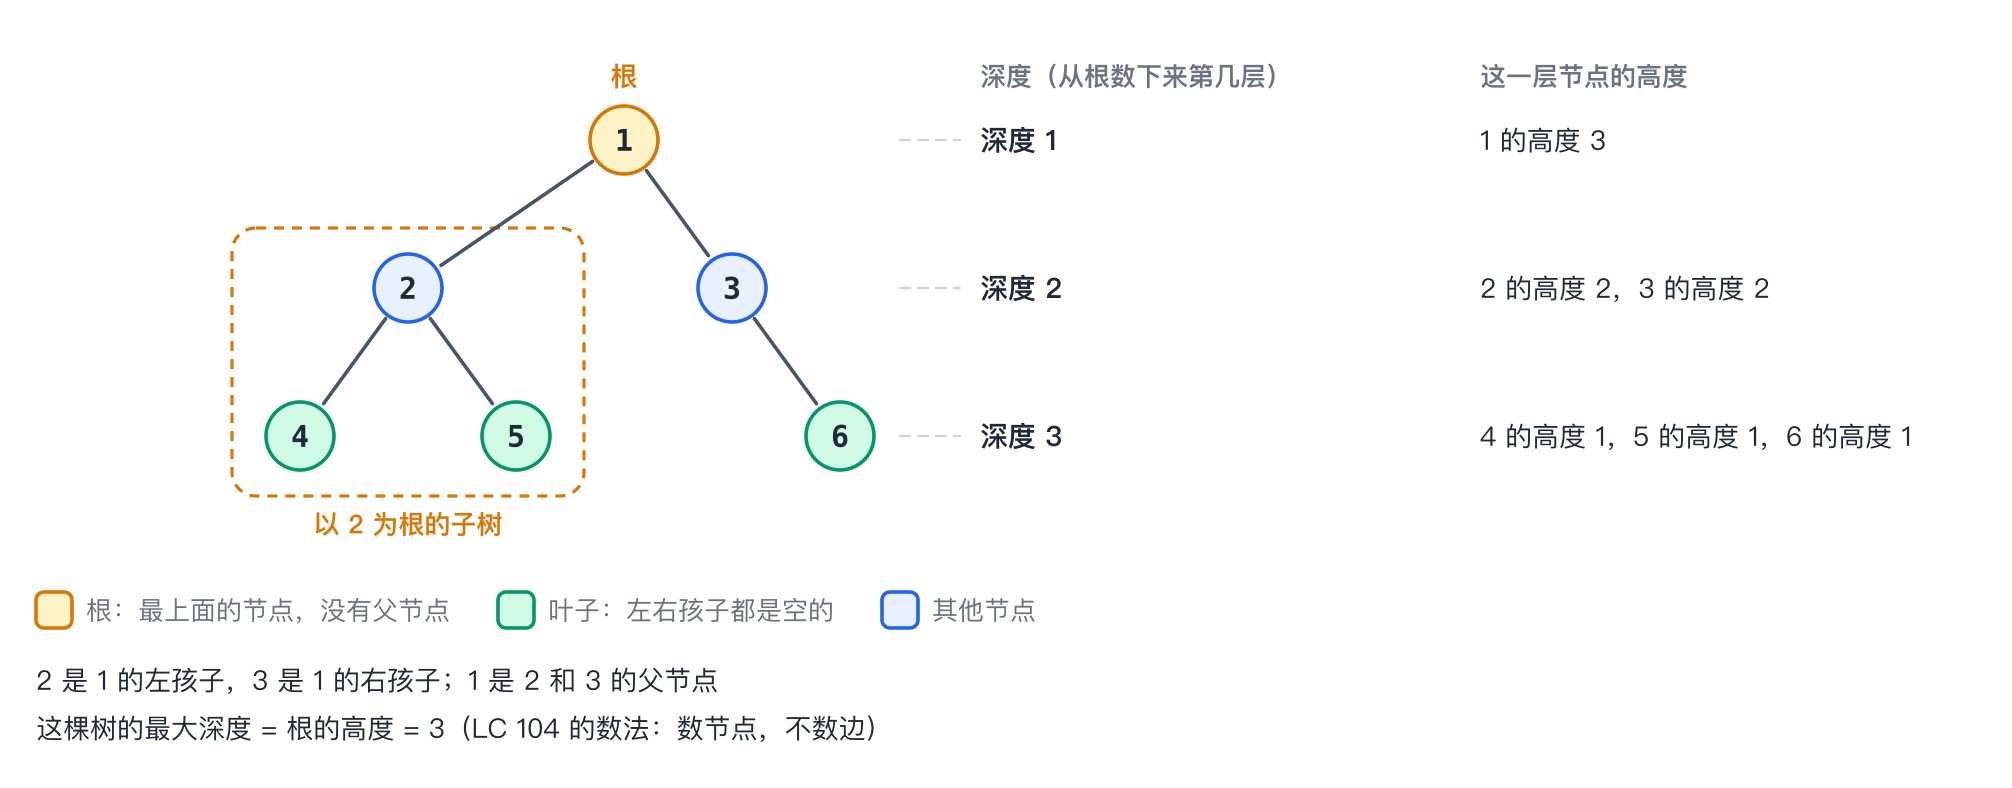 根 深度（从根数下来第几层） 这一层节点的高度
1 深度 1 1 的高度 3
2 3 深度 2 2 的高度 2，3 的高度 2
4 5 6 深度 3 4 的高度 1，5 的高度 1，6 的高度 1
以 2 为根的子树
根：最上面的节点，没有父节点 叶子：左右孩子都是空的 其他节点
2 是 1 的左孩子，3 是 1 的右孩子；1 是 2 和 3 的父节点
这棵树的最大深度 = 根的高度 = 3（LC 104 的数法：数节点，不数边）